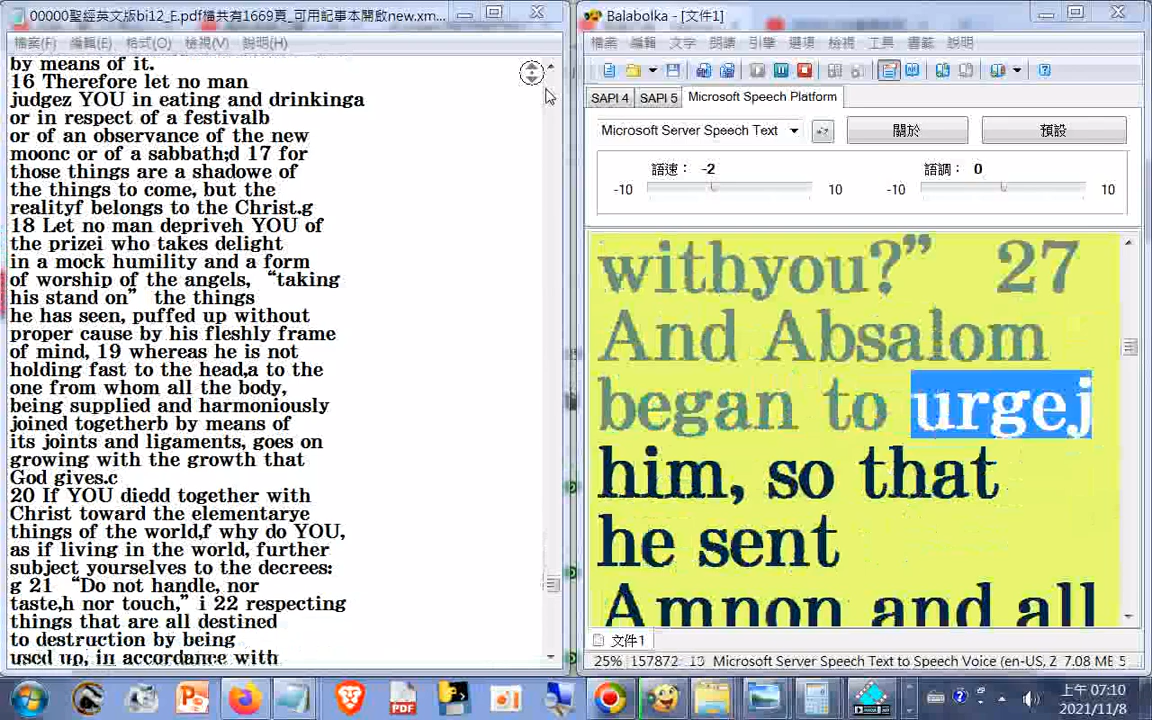 00000聖經英文版bi12_E.pdf檔共有1669頁_可用記事本開啟new.xm...
檔案(F) 編輯(E) 格式(O) 檢視(V) 說明(H)
by means of it.
16 Therefore let no man
judgez YOU in eating and drinkinga
or in respect of a festivalb
or of an observance of the new
moonc or of a sabbath;d 17 for
those things are a shadowe of
the things to come, but the
realityf belongs to the Christ.g
18 Let no man depriveh YOU of
the prizei who takes delight
in a mock humility and a form
of worship of the angels, “taking
his stand on” the things
he has seen, puffed up without
proper cause by his fleshly frame
of mind, 19 whereas he is not
holding fast to the head,a to the
one from whom all the body,
being supplied and harmoniously
joined togetherb by means of
its joints and ligaments, goes on
growing with the growth that
God gives.c
20 If YOU diedd together with
Christ toward the elementarye
things of the world,f why do YOU,
as if living in the world, further
subject yourselves to the decrees:
g 21 “Do not handle, nor
taste,h nor touch,” i 22 respecting
things that are all destined
to destruction by being
used up, in accordance with
Balabolka - [文件1]
檔案 編輯 文字 朗讀 引擎 選項 檢視 工具 書籤 說明
SAPI 4 SAPI 5 Microsoft Speech Platform
Microsoft Server Speech Text 關於 預設
語速： -2 語調： 0
-10 10 -10 10
withyou?” 27
And Absalom
began to urgej
him, so that
he sent
Amnon and all
文件1
25% 157872: 13 Microsoft Server Speech Text to Speech Voice (en-US, 2 7.08 MB 5
PDF
上午 07:10
2021/11/8